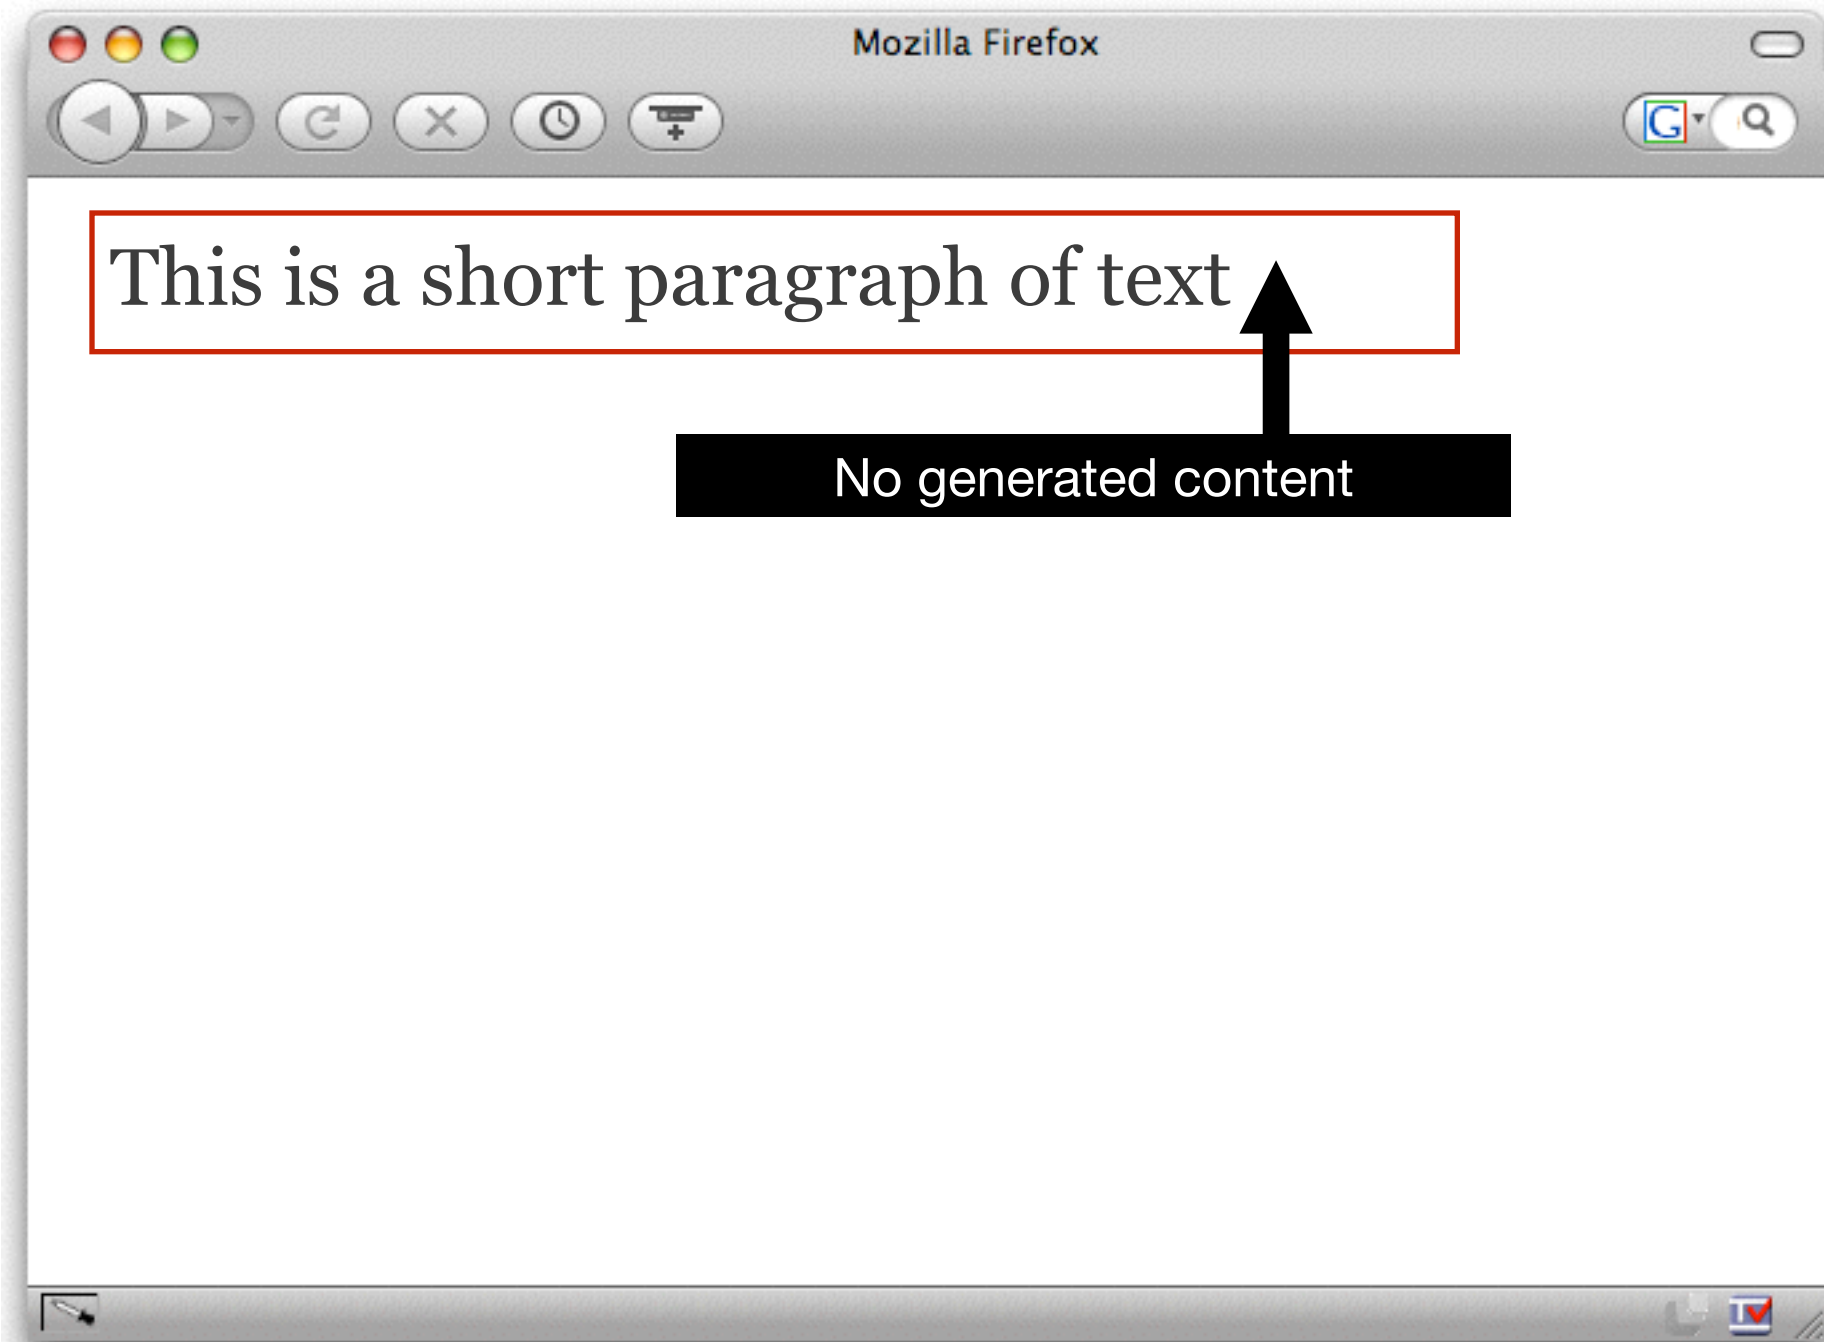 Mozilla Firefox
G
This is a short paragraph of text
No generated content